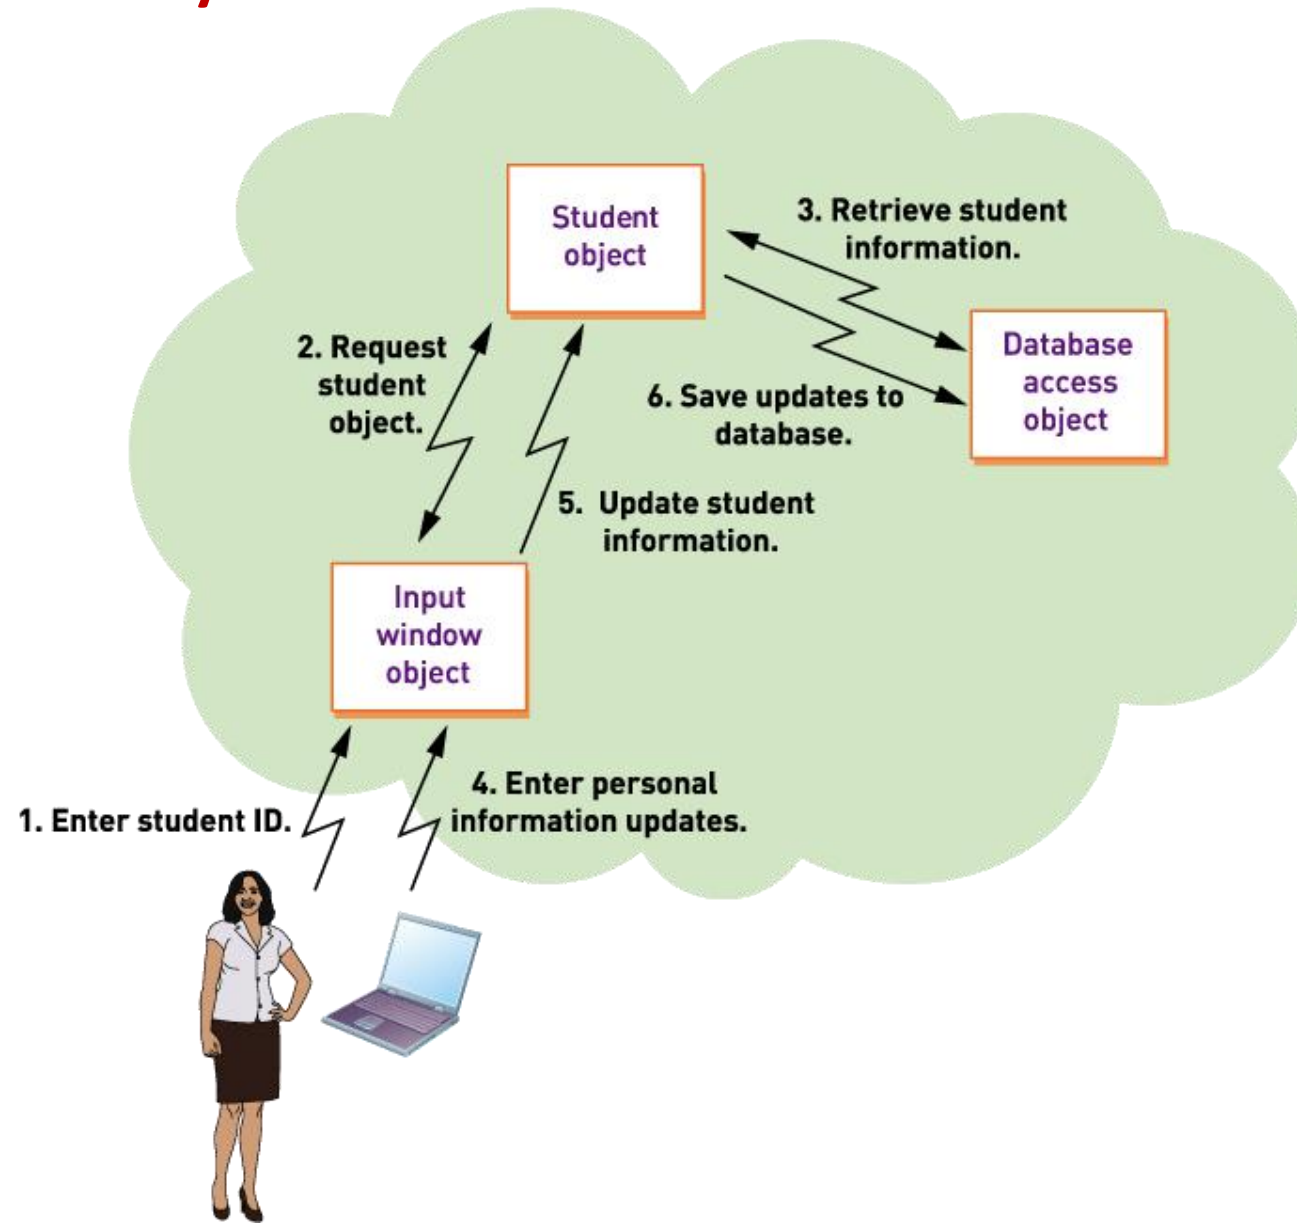 Student
object
3. Retrieve student
information.
2. Request
student
object.
Database
access
object
6. Save updates to
database.
5. Update student
information.
Input
window
object
4. Enter personal
information updates.
1. Enter student ID.